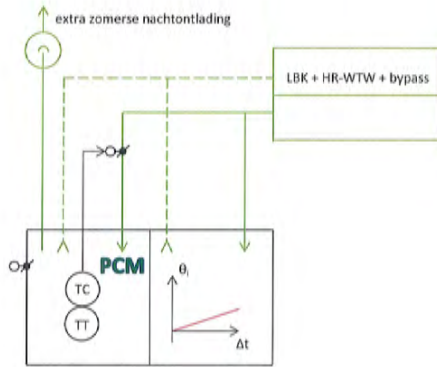 extra zomerse nachtontlading
LBK + HR-WTW + bypass
PCM
TC
TT
θi
Δt